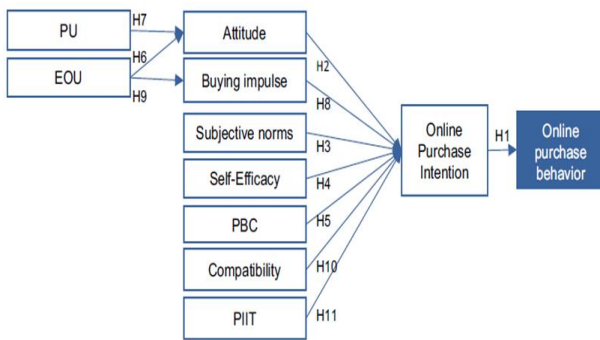 PU
H7
Attitude
H6
EOU
H9
Buying impulse
H2
H8
Subjective norms
H3
Self-Efficacy
H4
PBC
H5
Compatibility
H10
PIIT
H11
Online
Purchase
Intention
H1
Online
purchase
behavior